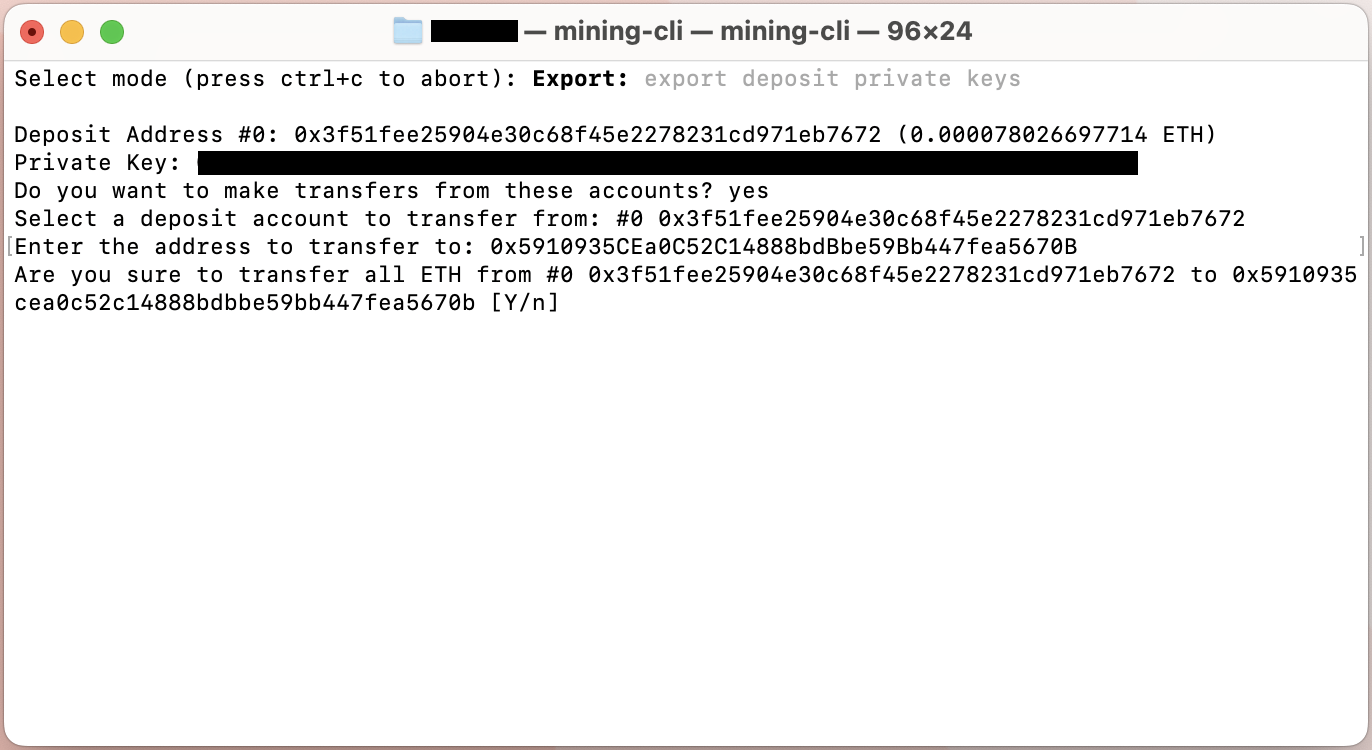 — mining-cli — mining-cli — 96×24
Select mode (press ctrl+c to abort): Export: export deposit private keys
Deposit Address #0: 0x3f51fee25904e30c68f45e2278231cd971eb7672 (0.000078026697714 ETH)
Private Key:
Do you want to make transfers from these accounts? yes
Select a deposit account to transfer from: #0 0x3f51fee25904e30c68f45e2278231cd971eb7672
[Enter the address to transfer to: 0x5910935CEa0C52C14888bdBbe59Bb447fea5670B ]
Are you sure to transfer all ETH from #0 0x3f51fee25904e30c68f45e2278231cd971eb7672 to 0x5910935
cea0c52c14888bdbbe59bb447fea5670b [Y/n]